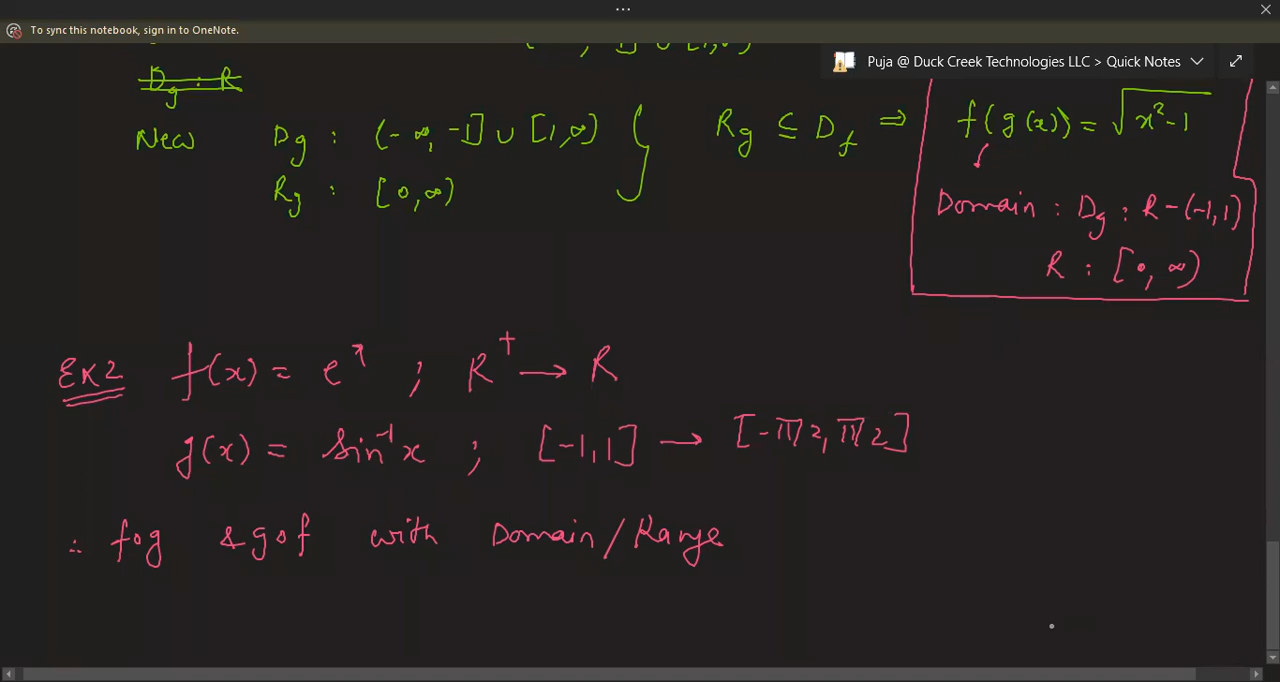 ...
To sync this notebook, sign in to OneNote.
Puja @ Duck Creek Technologies LLC > Quick Notes
Dg : R
New Dg : (-∞, -1] ∪ [1, ∞)
Rg : [0, ∞)
Rg ⊆ Df ⇒ f(g(x)) = √x²-1
Domain : Dg : R - (-1, 1)
R : [0, ∞)
Ex2 f(x) = eˣ ; R⁺ → R
g(x) = sin⁻¹x ; [-1, 1] → [-π/2, π/2]
∴ fog & gof with Domain/Range